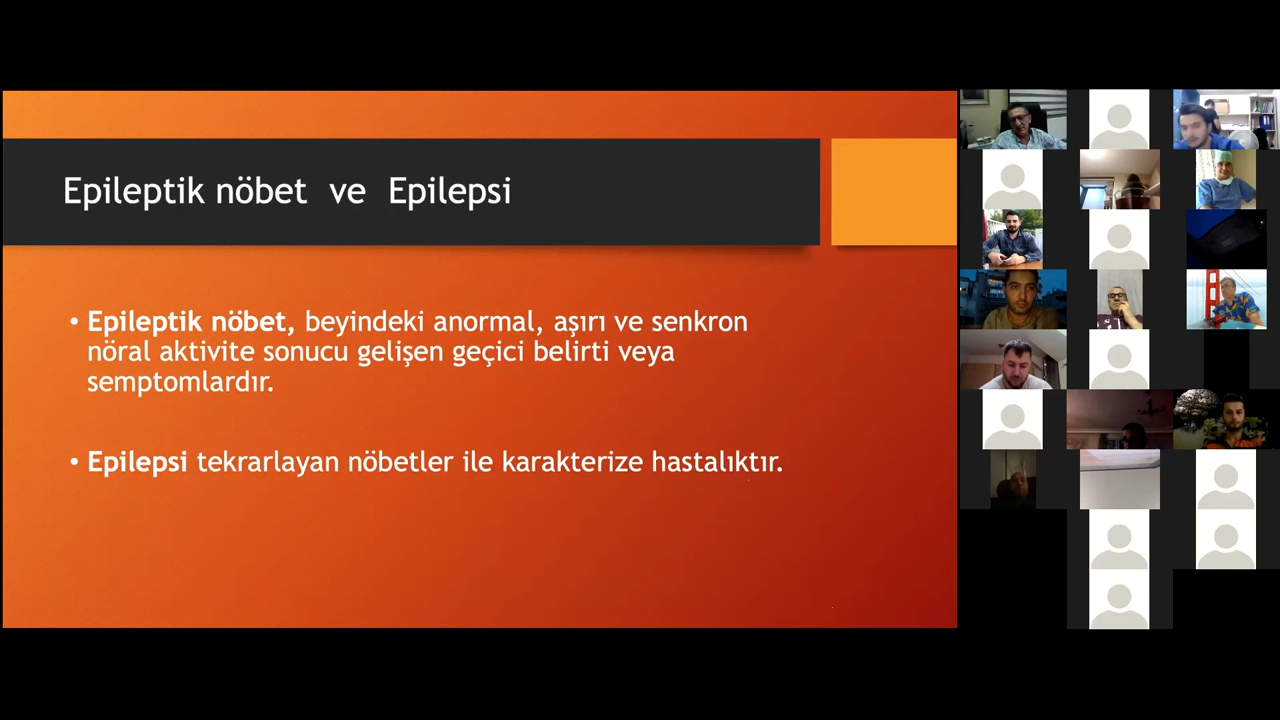 Epileptik nöbet ve Epilepsi
• Epileptik nöbet, beyindeki anormal, aşırı ve senkron
nöral aktivite sonucu gelişen geçici belirti veya
semptomlardır.
• Epilepsi tekrarlayan nöbetler ile karakterize hastalıktır.